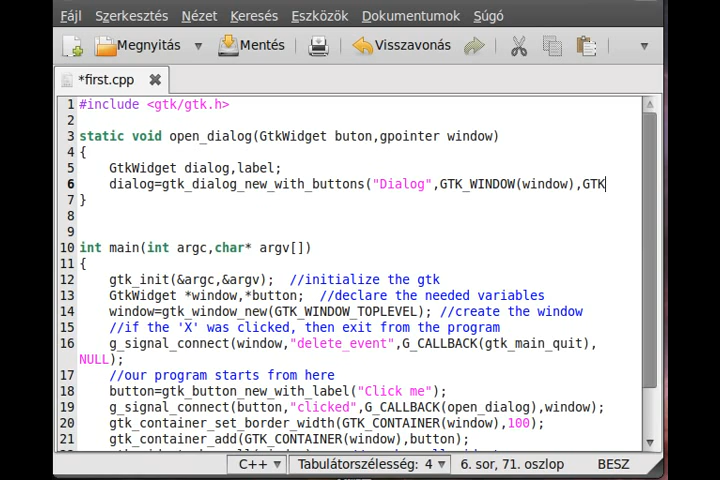 Fájl Szerkesztés Nézet Keresés Eszközök Dokumentumok Súgó
Megnyitás Mentés Visszavonás
*first.cpp
1 #include <gtk/gtk.h>
2
3 static void open_dialog(GtkWidget buton,gpointer window)
4 {
5 GtkWidget dialog,label;
6 dialog=gtk_dialog_new_with_buttons("Dialog",GTK_WINDOW(window),GTK
7 }
8
9
10 int main(int argc,char* argv[])
11 {
12 gtk_init(&argc,&argv); //initialize the gtk
13 GtkWidget *window,*button; //declare the needed variables
14 window=gtk_window_new(GTK_WINDOW_TOPLEVEL); //create the window
15 //if the 'X' was clicked, then exit from the program
16 g_signal_connect(window,"delete_event",G_CALLBACK(gtk_main_quit),
NULL);
17 //our program starts from here
18 button=gtk_button_new_with_label("Click me");
19 g_signal_connect(button,"clicked",G_CALLBACK(open_dialog),window);
20 gtk_container_set_border_width(GTK_CONTAINER(window),100);
21 gtk_container_add(GTK_CONTAINER(window),button);
C++ Tabulátorszélesség: 4 6. sor, 71. oszlop BESZ